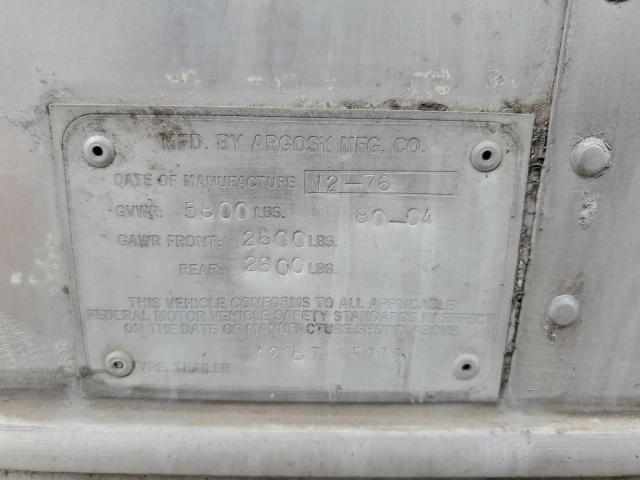 MFD. BY ARGOSY MFG. CO.
DATE OF MANUFACTURE 12-76
GVWR: 5800 LBS. 80-04
GAWR FRONT: 2600 LBS.
REAR: 2600 LBS.
THIS VEHICLE CONFORMS TO ALL APPLICABLE
FEDERAL MOTOR VEHICLE SAFETY STANDARDS IN EFFECT
ON THE DATE OF MANUFACTURE SHOWN ABOVE
TYPE: TRAILER